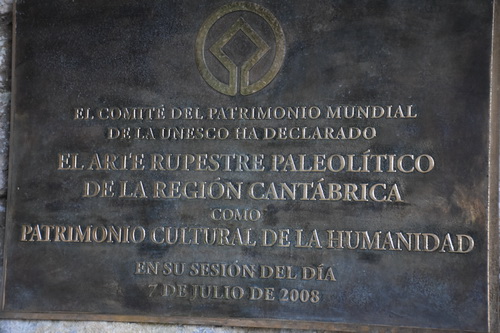 EL COMITÉ DEL PATRIMONIO MUNDIAL
DE LA UNESCO HA DECLARADO
EL ARTE RUPESTRE PALEOLÍTICO
DE LA REGIÓN CANTÁBRICA
COMO
PATRIMONIO CULTURAL DE LA HUMANIDAD
EN SU SESIÓN DEL DÍA
7 DE JULIO DE 2008